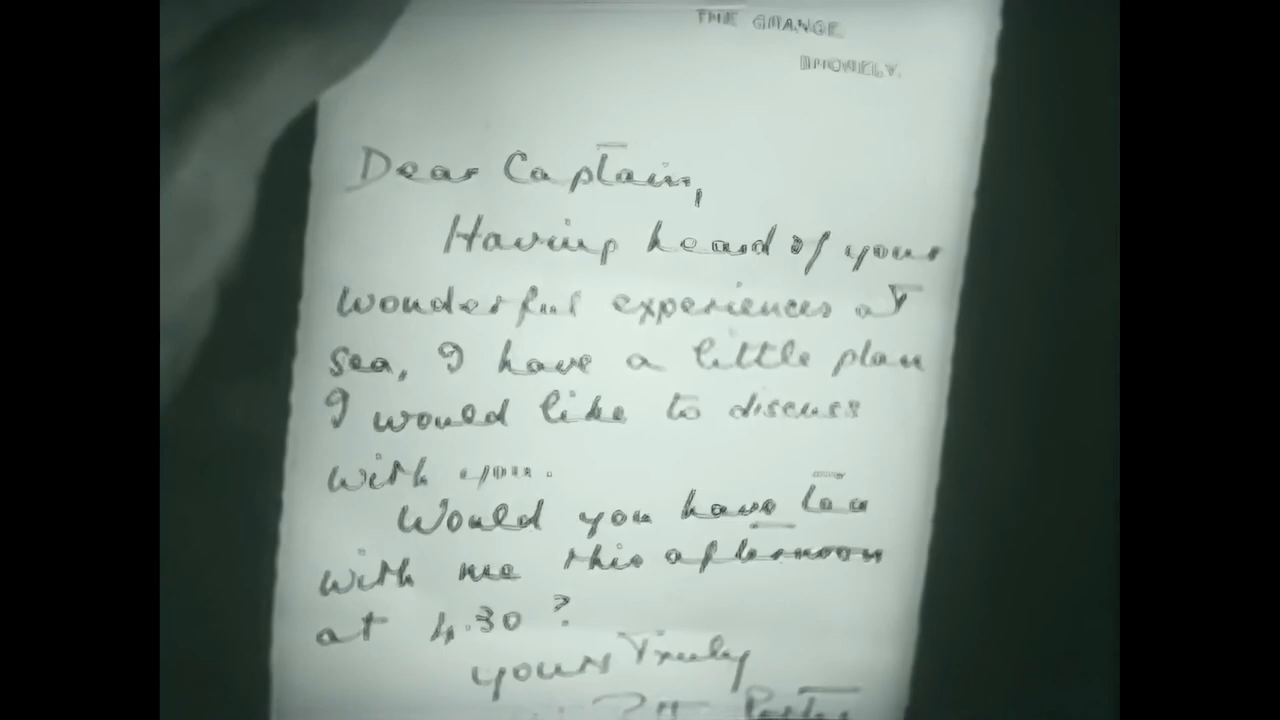 THE GRANGE
Dear Captain,
Having heard of your
wonderful experiences at
sea, I have a little plan
I would like to discuss
with you.
Would you have tea
with me this afternoon
at 4.30?
yours Truly